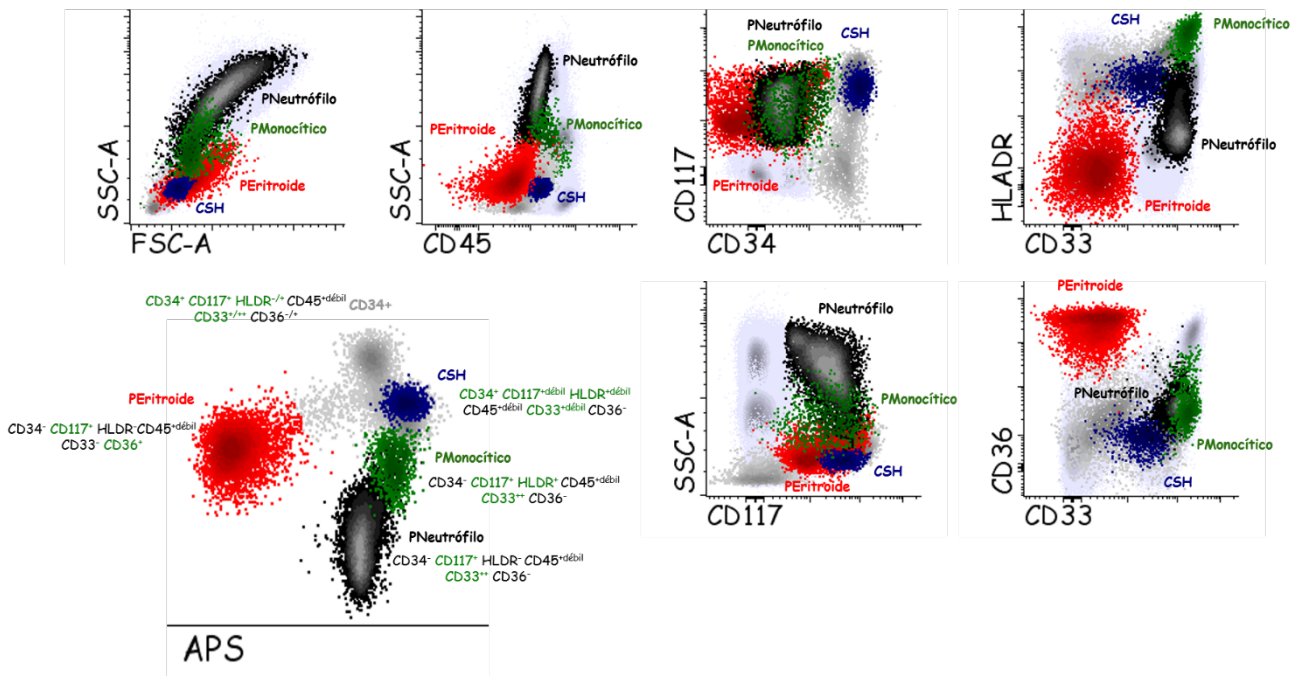 SSC-A
PNeutrófilo
PMonocítico
PEritroide
CSH
FSC-A
SSC-A
PNeutrófilo
PEritroide
PMonocítico
CSH
CD45
CD117
PNeutrófilo
PMonocítico
CSH
PEritroide
CD34
HLADR
CSH
PMonocítico
PNeutrófilo
PEritroide
CD33
CD34⁺ CD117⁺ HLDR⁻/⁺ CD45⁺débil
CD33⁺/⁺⁺ CD36⁻/⁺
CD34+
PEritroide
CD34⁻ CD117⁺ HLDR⁻CD45⁺débil
CD33⁻ CD36⁺
CSH
CD34⁺ CD117⁺débil HLDR⁺débil
CD45⁺débil CD33⁺débil CD36⁻
PMonocítico
CD34⁻ CD117⁺ HLDR⁺ CD45⁺débil
CD33⁺⁺ CD36⁻
PNeutrófilo
CD34⁻ CD117⁺ HLDR⁻ CD45⁺débil
CD33⁺⁺ CD36⁻
APS
SSC-A
PNeutrófilo
PMonocítico
CSH
PEritroide
CD117
CD36
PEritroide
PNeutrófilo
PMonocítico
CSH
CD33